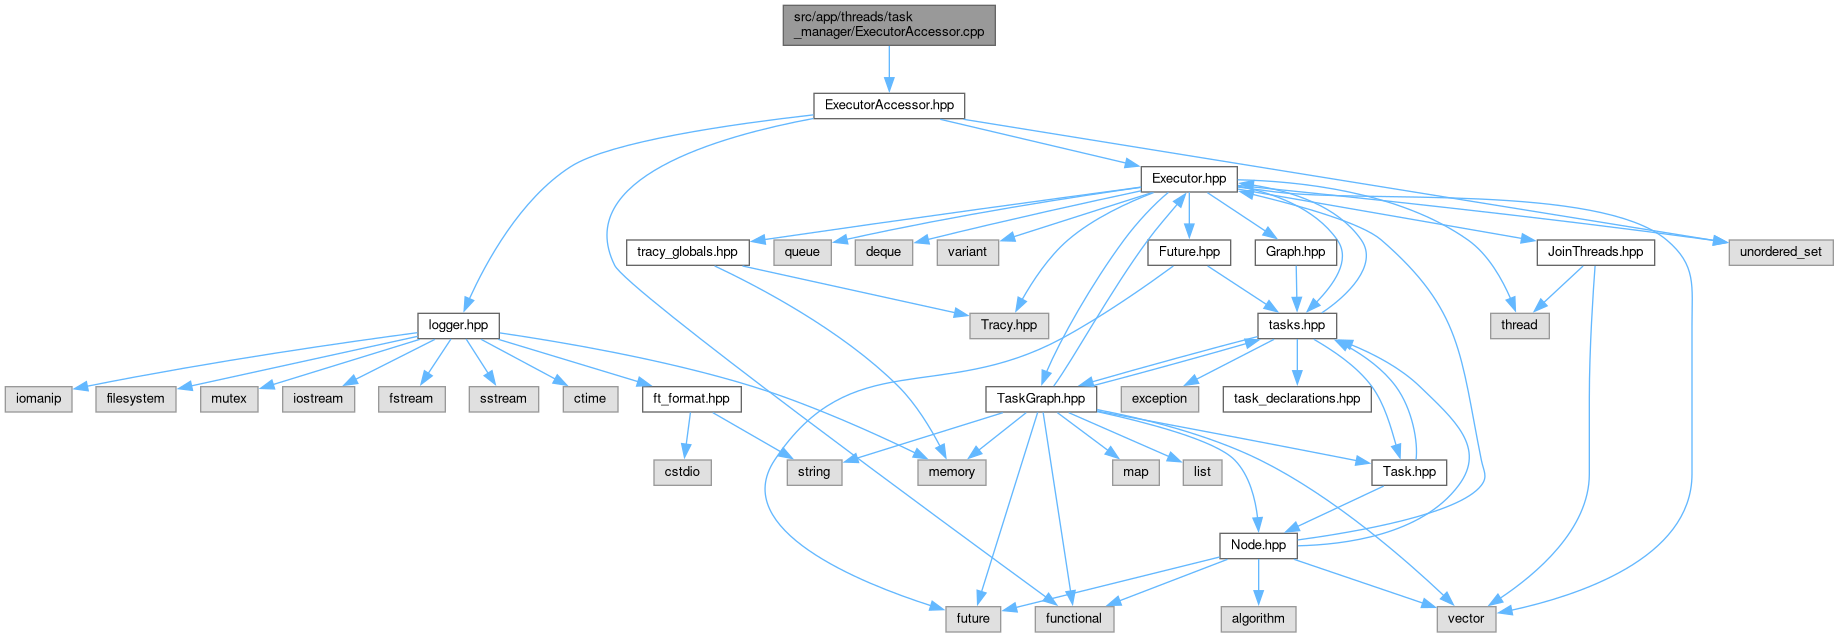 src/app/threads/task
_manager/ExecutorAccessor.cpp
ExecutorAccessor.hpp
Executor.hpp
tracy_globals.hpp
queue
deque
variant
Future.hpp
Graph.hpp
JoinThreads.hpp
unordered_set
logger.hpp
Tracy.hpp
tasks.hpp
thread
iomanip
filesystem
mutex
iostream
fstream
sstream
ctime
ft_format.hpp
TaskGraph.hpp
exception
task_declarations.hpp
cstdio
string
memory
map
list
Task.hpp
Node.hpp
future
functional
algorithm
vector